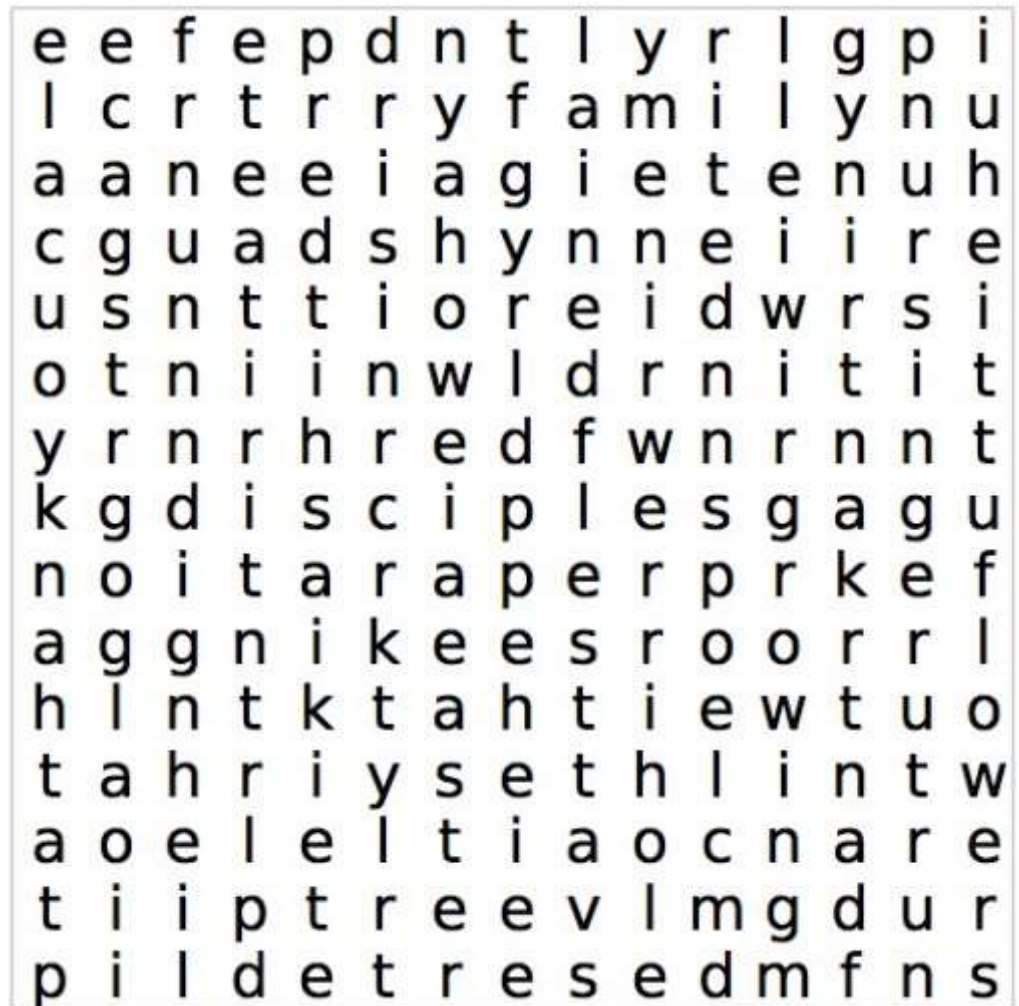 e e f e p d n t l y r l g p i
l c r t r r y f a m i l y n u
a a n e e i a g i e t e n u h
c g u a d s h y n n e i i r e
u s n t t i o r e i d w r s i
o t n i i n w l d r n i t i t
y r n r h r e d f w n r n n t
k g d i s c i p l e s g a g u
n o i t a r a p e r p r k e f
a g g n i k e e s r o o r r l
h l n t k t a h t i e w t u o
t a h r i y s e t h l i n t w
a o e l e l t i a o c n a r e
t i i p t r e e v l m g d u r
p i l d e t r e s e d m f n s